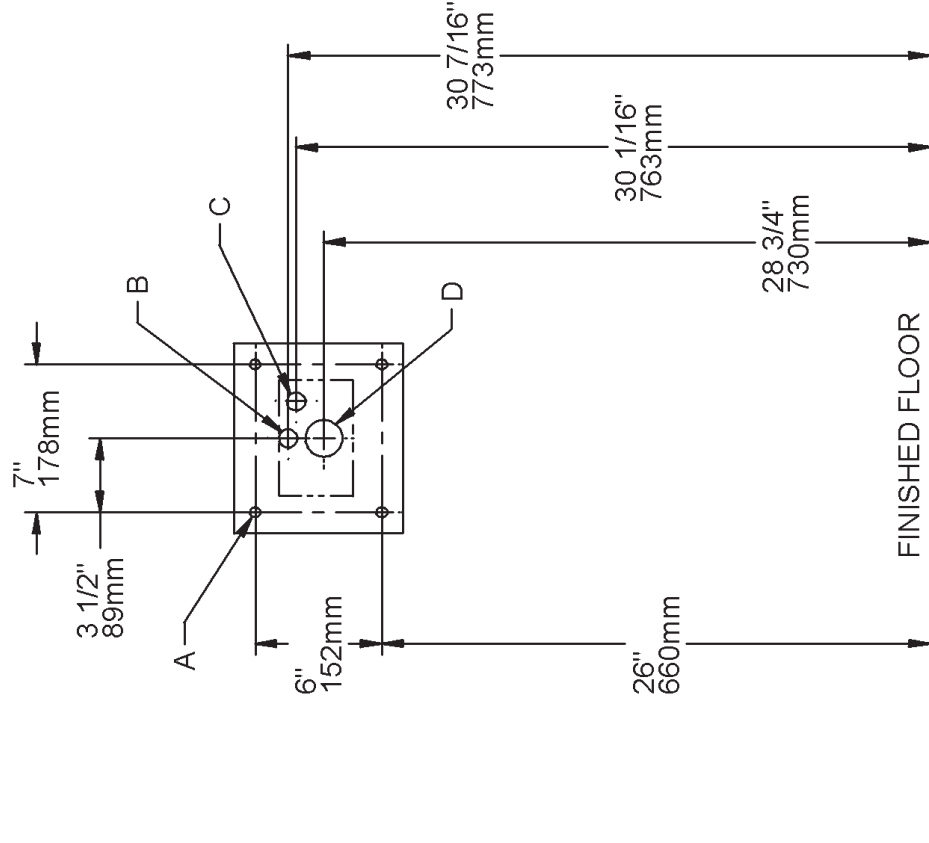 7"
178mm
3 1/2"
89mm
A
B
C
D
6"
152mm
26"
660mm
30 7/16"
773mm
30 1/16"
763mm
28 3/4"
730mm
FINISHED FLOOR